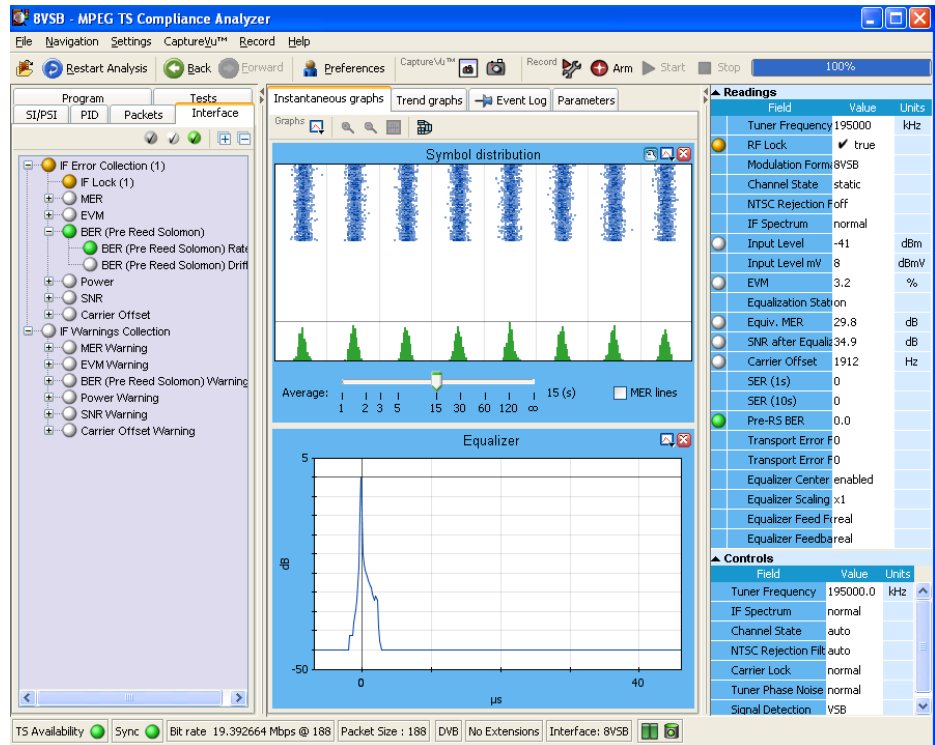 8VSB - MPEG TS Compliance Analyzer
File Navigation Settings CaptureVu™ Record Help
Restart Analysis Back Forward Preferences CaptureVu™ Record Arm Start Stop 100%
Program Tests
SI/PSI PID Packets Interface
IF Error Collection (1)
IF Lock (1)
MER
EVM
BER (Pre Reed Solomon)
BER (Pre Reed Solomon) Rate
BER (Pre Reed Solomon) Drift
Power
SNR
Carrier Offset
IF Warnings Collection
MER Warning
EVM Warning
BER (Pre Reed Solomon) Warning
Power Warning
SNR Warning
Carrier Offset Warning
Instantaneous graphs Trend graphs Event Log Parameters
Graphs
Symbol distribution
Average: 1 2 3 5 15 30 60 120 ∞ 15 (s) MER lines
Equalizer
5
dB
-50
0 40
µs
Readings
Field Value Units
Tuner Frequency 195000 kHz
RF Lock true
Modulation Forma 8VSB
Channel State static
NTSC Rejection F off
IF Spectrum normal
Input Level -41 dBm
Input Level mV 8 dBmV
EVM 3.2 %
Equalization Stat on
Equiv. MER 29.8 dB
SNR after Equaliz 34.9 dB
Carrier Offset 1912 Hz
SER (1s) 0
SER (10s) 0
Pre-RS BER 0.0
Transport Error F 0
Transport Error F 0
Equalizer Center enabled
Equalizer Scaling x1
Equalizer Feed Fo real
Equalizer Feedba real
Controls
Field Value Units
Tuner Frequency 195000.0 kHz
IF Spectrum normal
Channel State auto
NTSC Rejection Filt auto
Carrier Lock normal
Tuner Phase Noise normal
Signal Detection VSB
TS Availability Sync Bit rate 19.392664 Mbps @ 188 Packet Size : 188 DVB No Extensions Interface: 8VSB